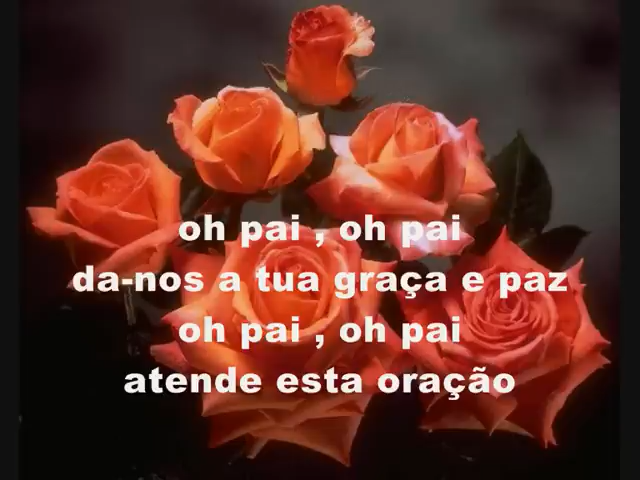 oh pai , oh pai
da-nos a tua graça e paz
oh pai , oh pai
atende esta oração